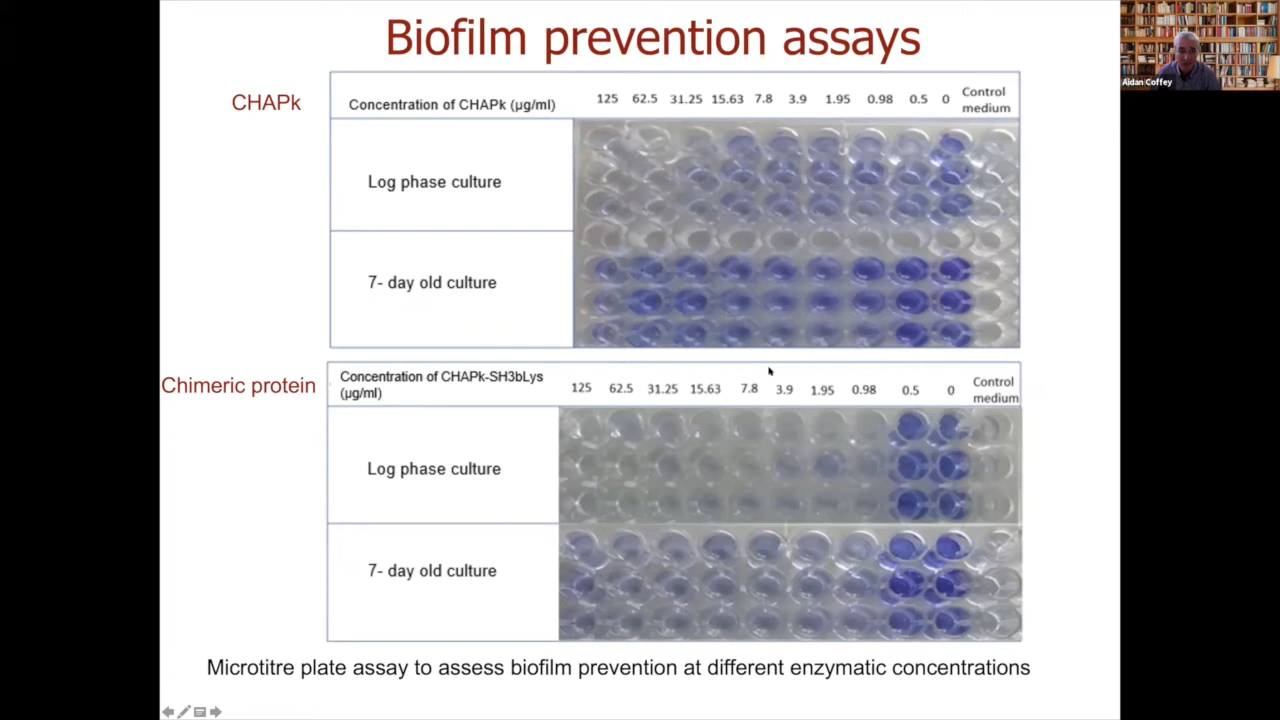 Biofilm prevention assays
Aidan Coffey
CHAPk
Concentration of CHAPk (µg/ml) 125 62.5 31.25 15.63 7.8 3.9 1.95 0.98 0.5 0 Control medium
Log phase culture
7- day old culture
Chimeric protein
Concentration of CHAPk-SH3bLys
(µg/ml) 125 62.5 31.25 15.63 7.8 3.9 1.95 0.98 0.5 0 Control medium
Log phase culture
7- day old culture
Microtitre plate assay to assess biofilm prevention at different enzymatic concentrations